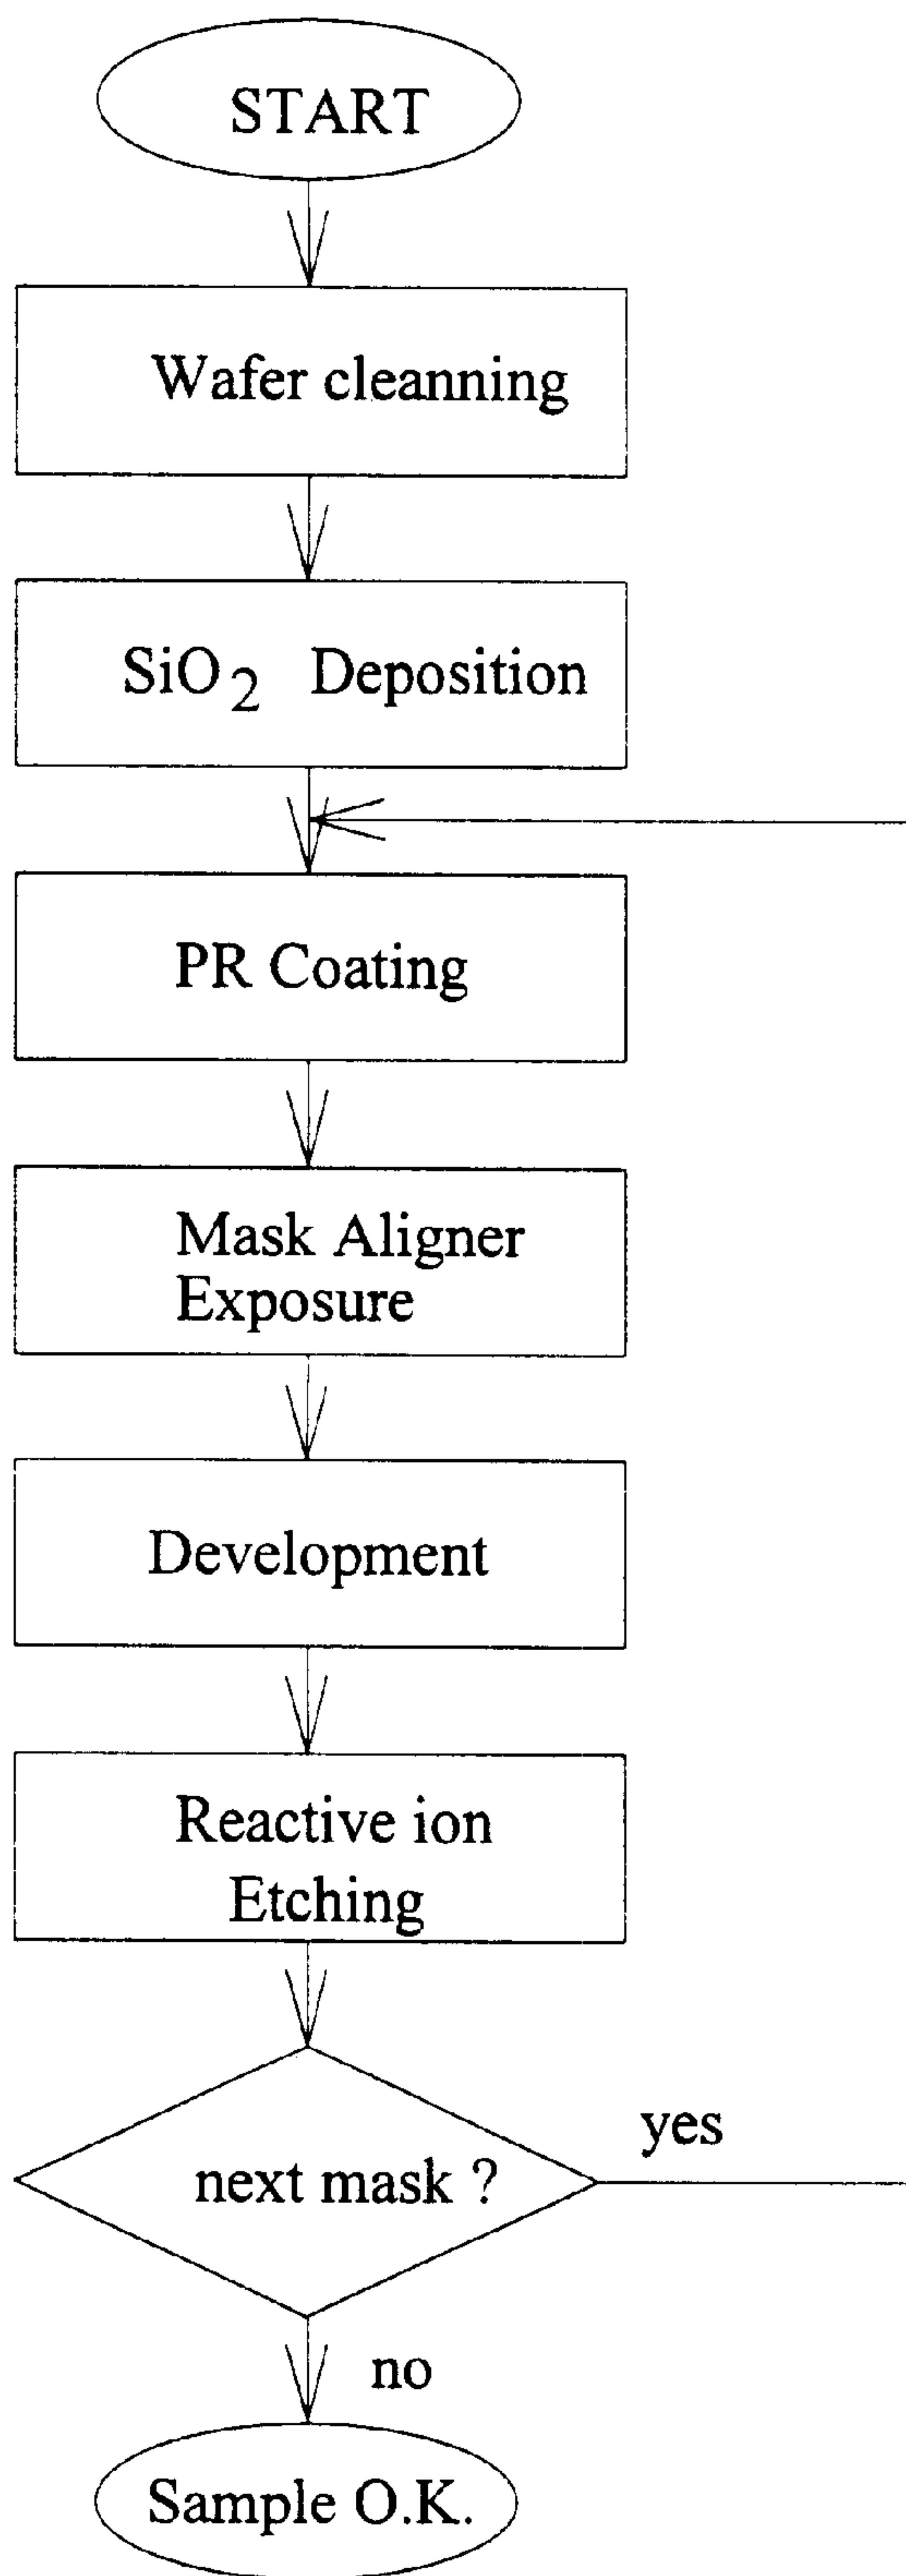 START
Wafer cleanning
SiO2 Deposition
PR Coating
Mask Aligner
Exposure
Development
Reactive ion
Etching
next mask ?
yes
no
Sample O.K.